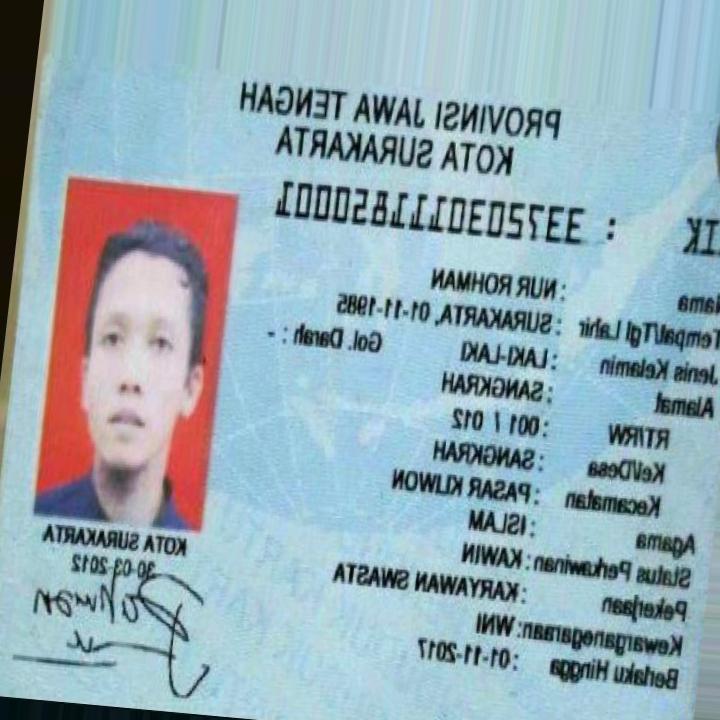 PROVINSI JAWA TENGAH
KOTA SURAKARTA
NIK : 3372030111850001
Nama : NUR ROHMAN
Tempat/Tgl Lahir : SURAKARTA, 01-11-1985
Jenis Kelamin : LAKI-LAKI Gol. Darah : -
Alamat : SANGKRAH
RT/RW : 001 / 012
Kel/Desa : SANGKRAH
Kecamatan : PASAR KLIWON
Agama : ISLAM
Status Perkawinan: KAWIN
Pekerjaan : KARYAWAN SWASTA
Kewarganegaraan: WNI
Berlaku Hingga : 01-11-2017
KOTA SURAKARTA
30-03-2012